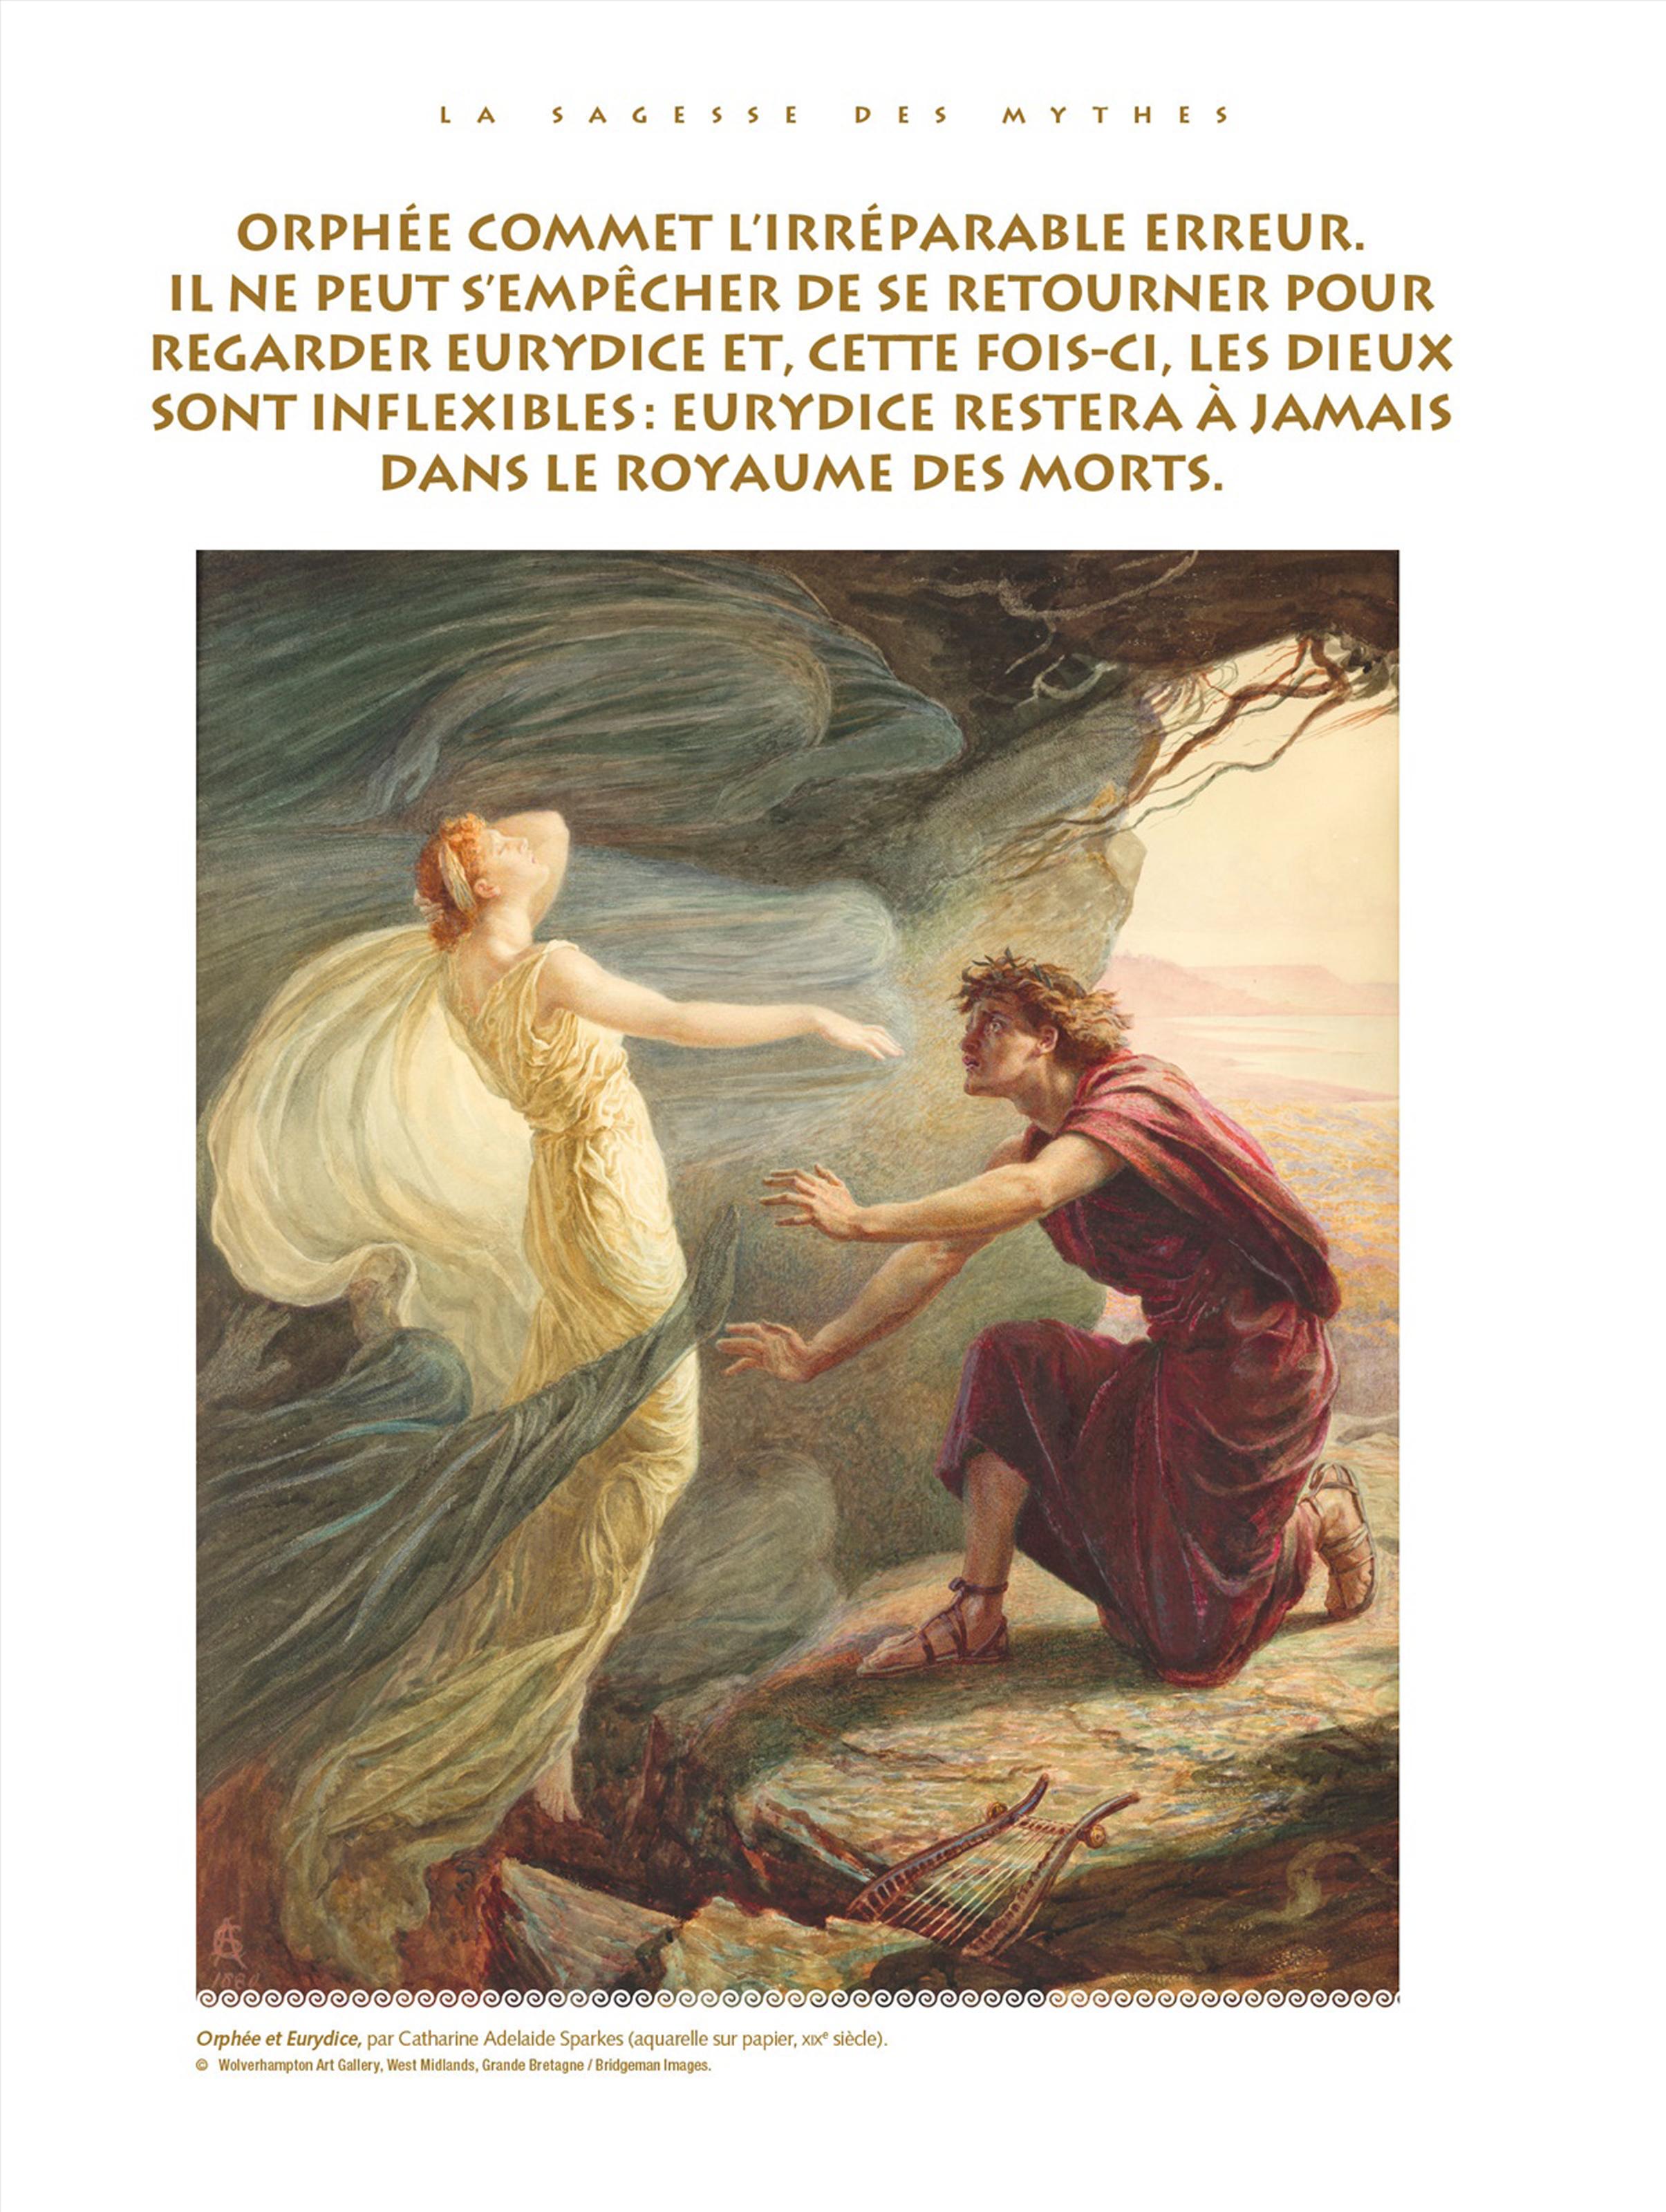 LA SAGESSE DES MYTHES
ORPHÉE COMMET L'IRRÉPARABLE ERREUR.
IL NE PEUT S'EMPÊCHER DE SE RETOURNER POUR
REGARDER EURYDICE ET, CETTE FOIS-CI, LES DIEUX
SONT INFLEXIBLES : EURYDICE RESTERA À JAMAIS
DANS LE ROYAUME DES MORTS.
Orphée et Eurydice, par Catharine Adelaide Sparkes (aquarelle sur papier, XIXe siècle).
© Wolverhampton Art Gallery, West Midlands, Grande Bretagne / Bridgeman Images.